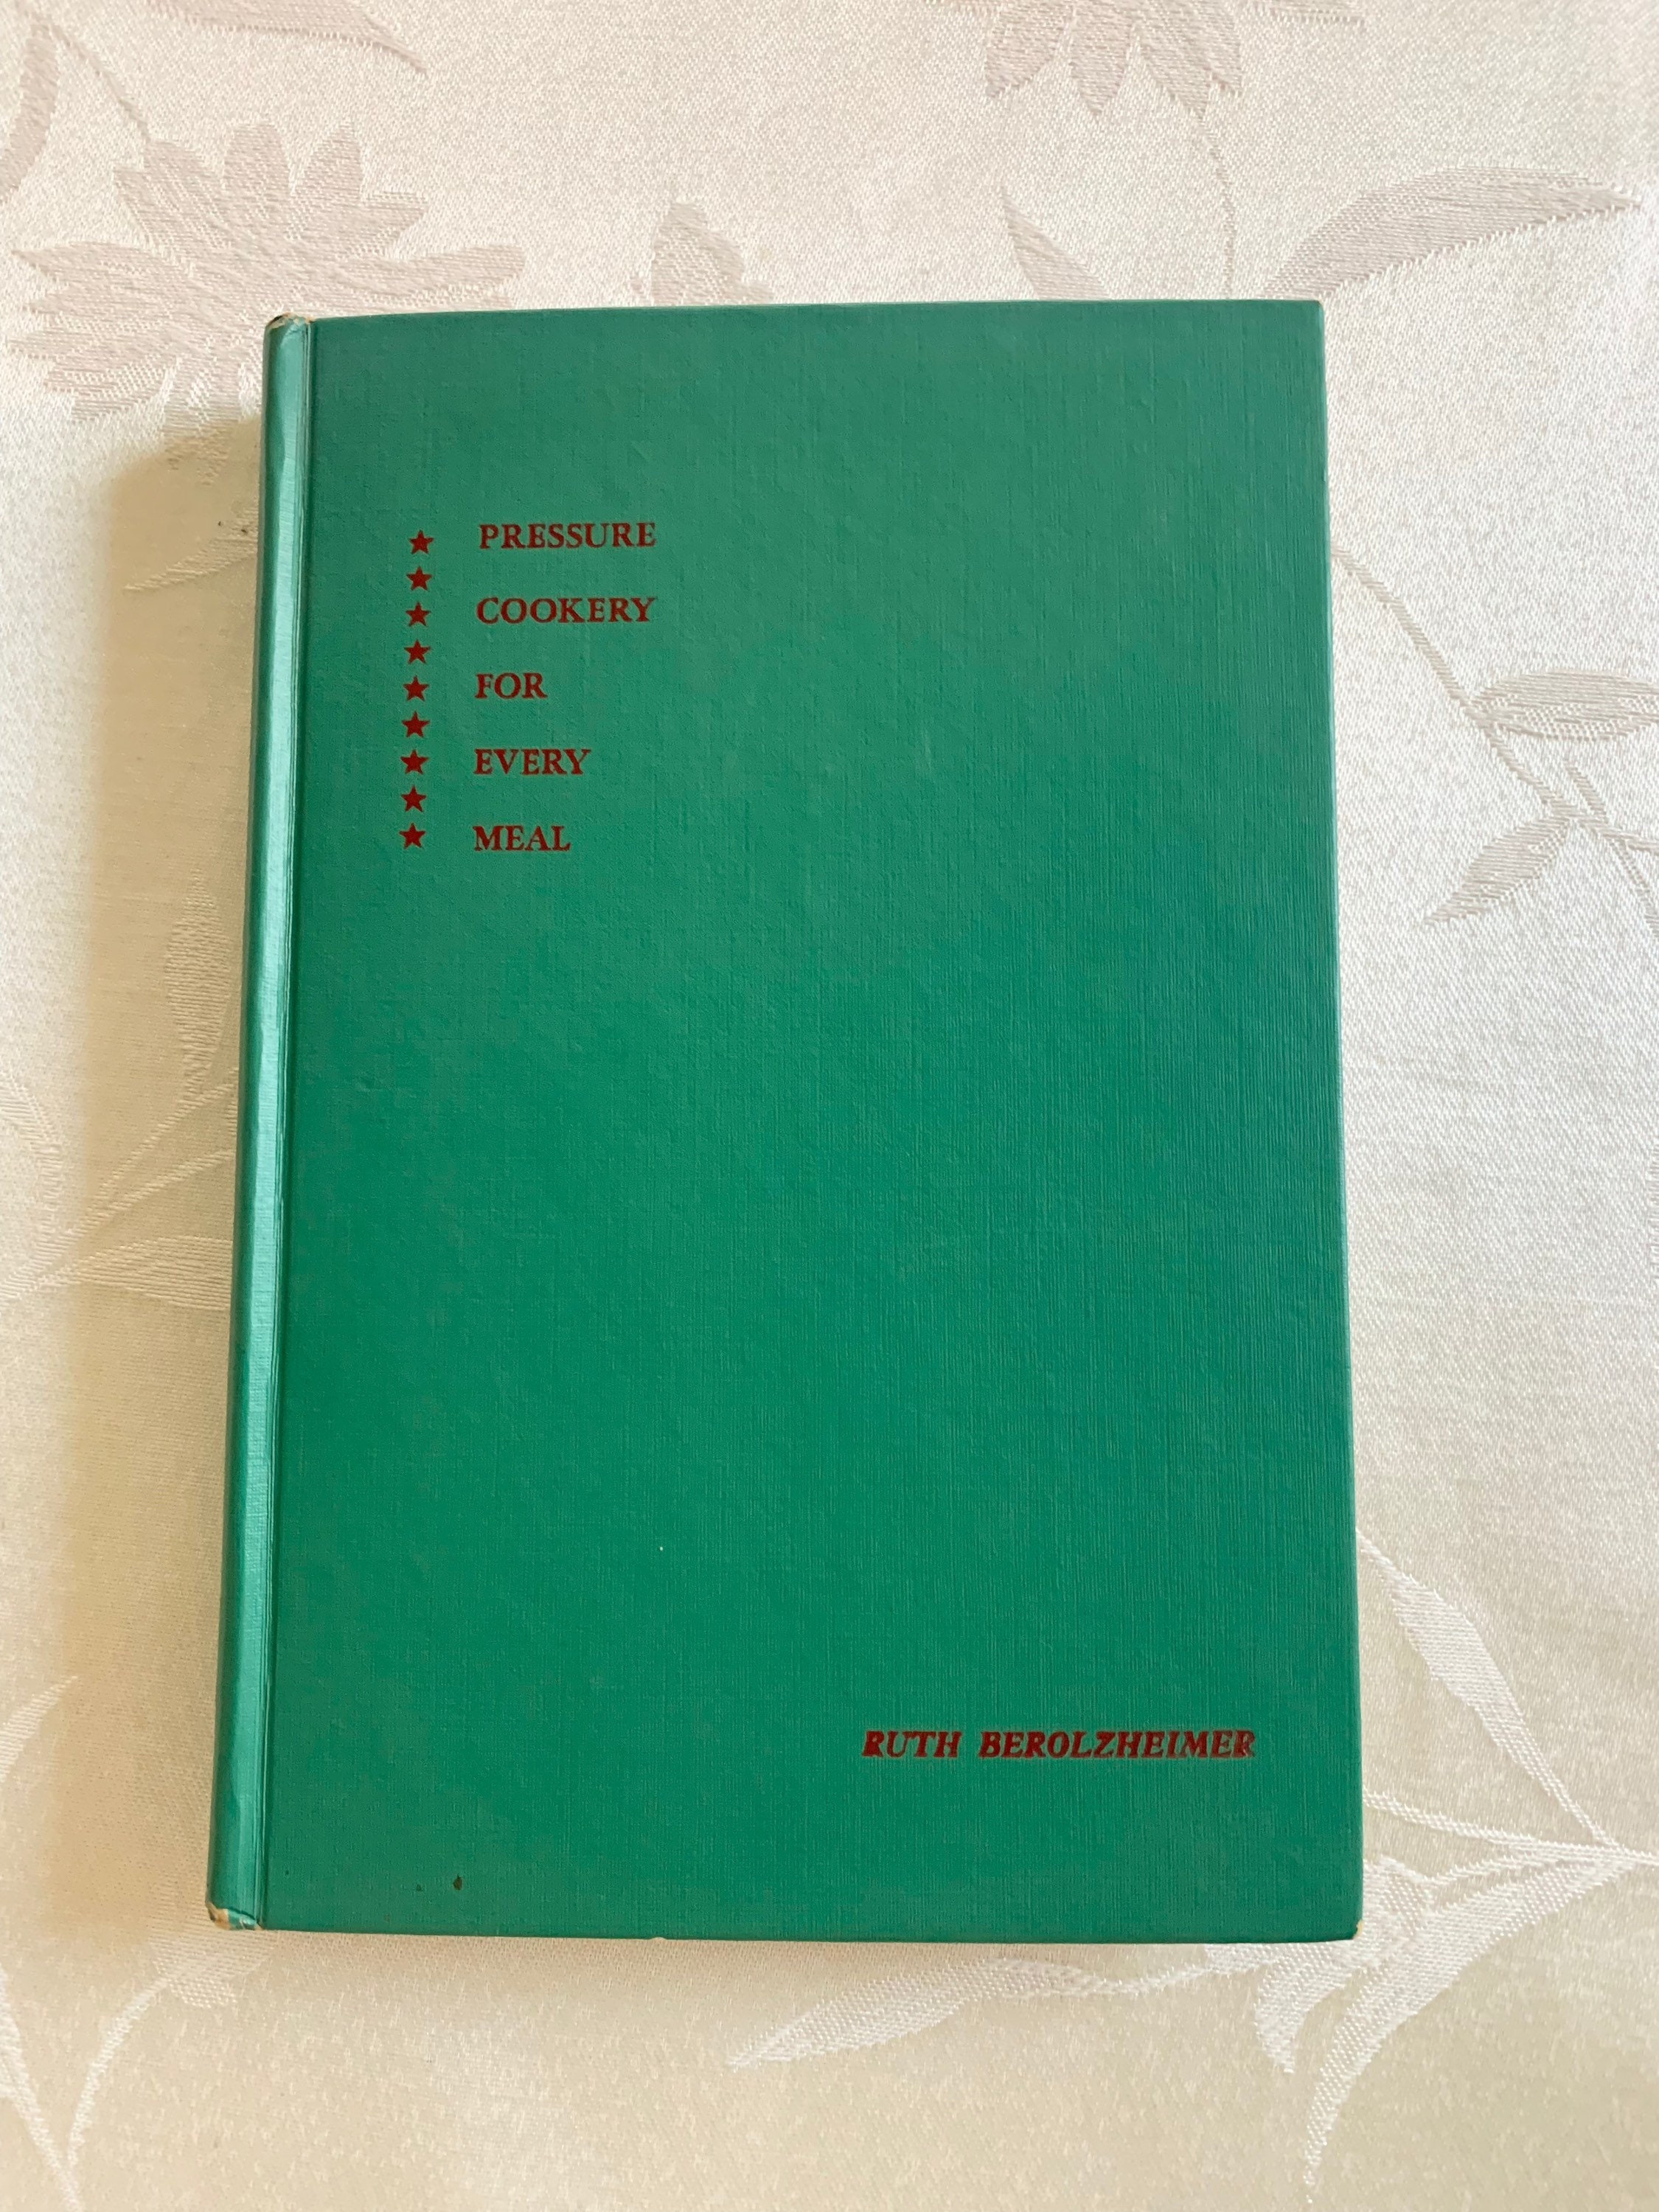 PRESSURE
COOKERY
FOR
EVERY
MEAL
RUTH BEROLZHEIMER